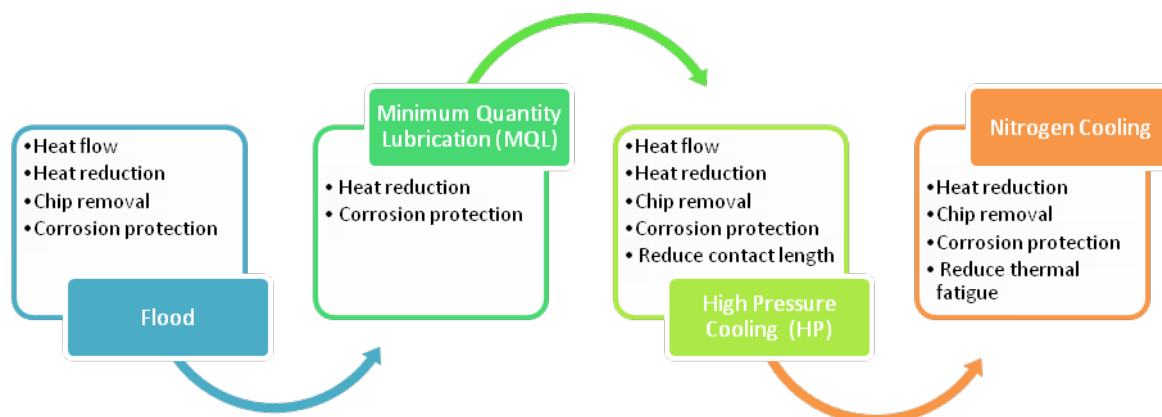 •Heat flow
•Heat reduction
•Chip removal
•Corrosion protection
Flood
Minimum Quantity
Lubrication (MQL)
• Heat reduction
• Corrosion protection
•Heat flow
•Heat reduction
•Chip removal
•Corrosion protection
• Reduce contact length
High Pressure
Cooling (HP)
Nitrogen Cooling
•Heat reduction
•Chip removal
•Corrosion protection
• Reduce thermal
fatigue